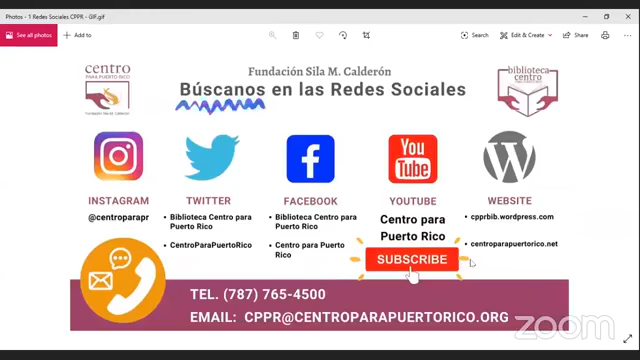 Photos - 1 Redes Sociales CPPR - GIF.gif
See all photos
Add to
Search
Edit & Create
Share
centro
PARA PUERTO RICO
Fundación Sila M. Calderón
Búscanos en las Redes Sociales
biblioteca
centro
You
Tube
INSTAGRAM
TWITTER
FACEBOOK
YOUTUBE
WEBSITE
@centroparapr
• Biblioteca Centro para
Puerto Rico
• CentroParaPuertoRico
• Biblioteca Centro para
Puerto Rico
• Centro para Puerto
Rico
Centro para
Puerto Rico
SUBSCRIBE
• cpprbib.wordpress.com
• centroparapuertorico.net
TEL. (787) 765-4500
EMAIL: CPPR@CENTROPARAPUERTORICO.ORG
zoom